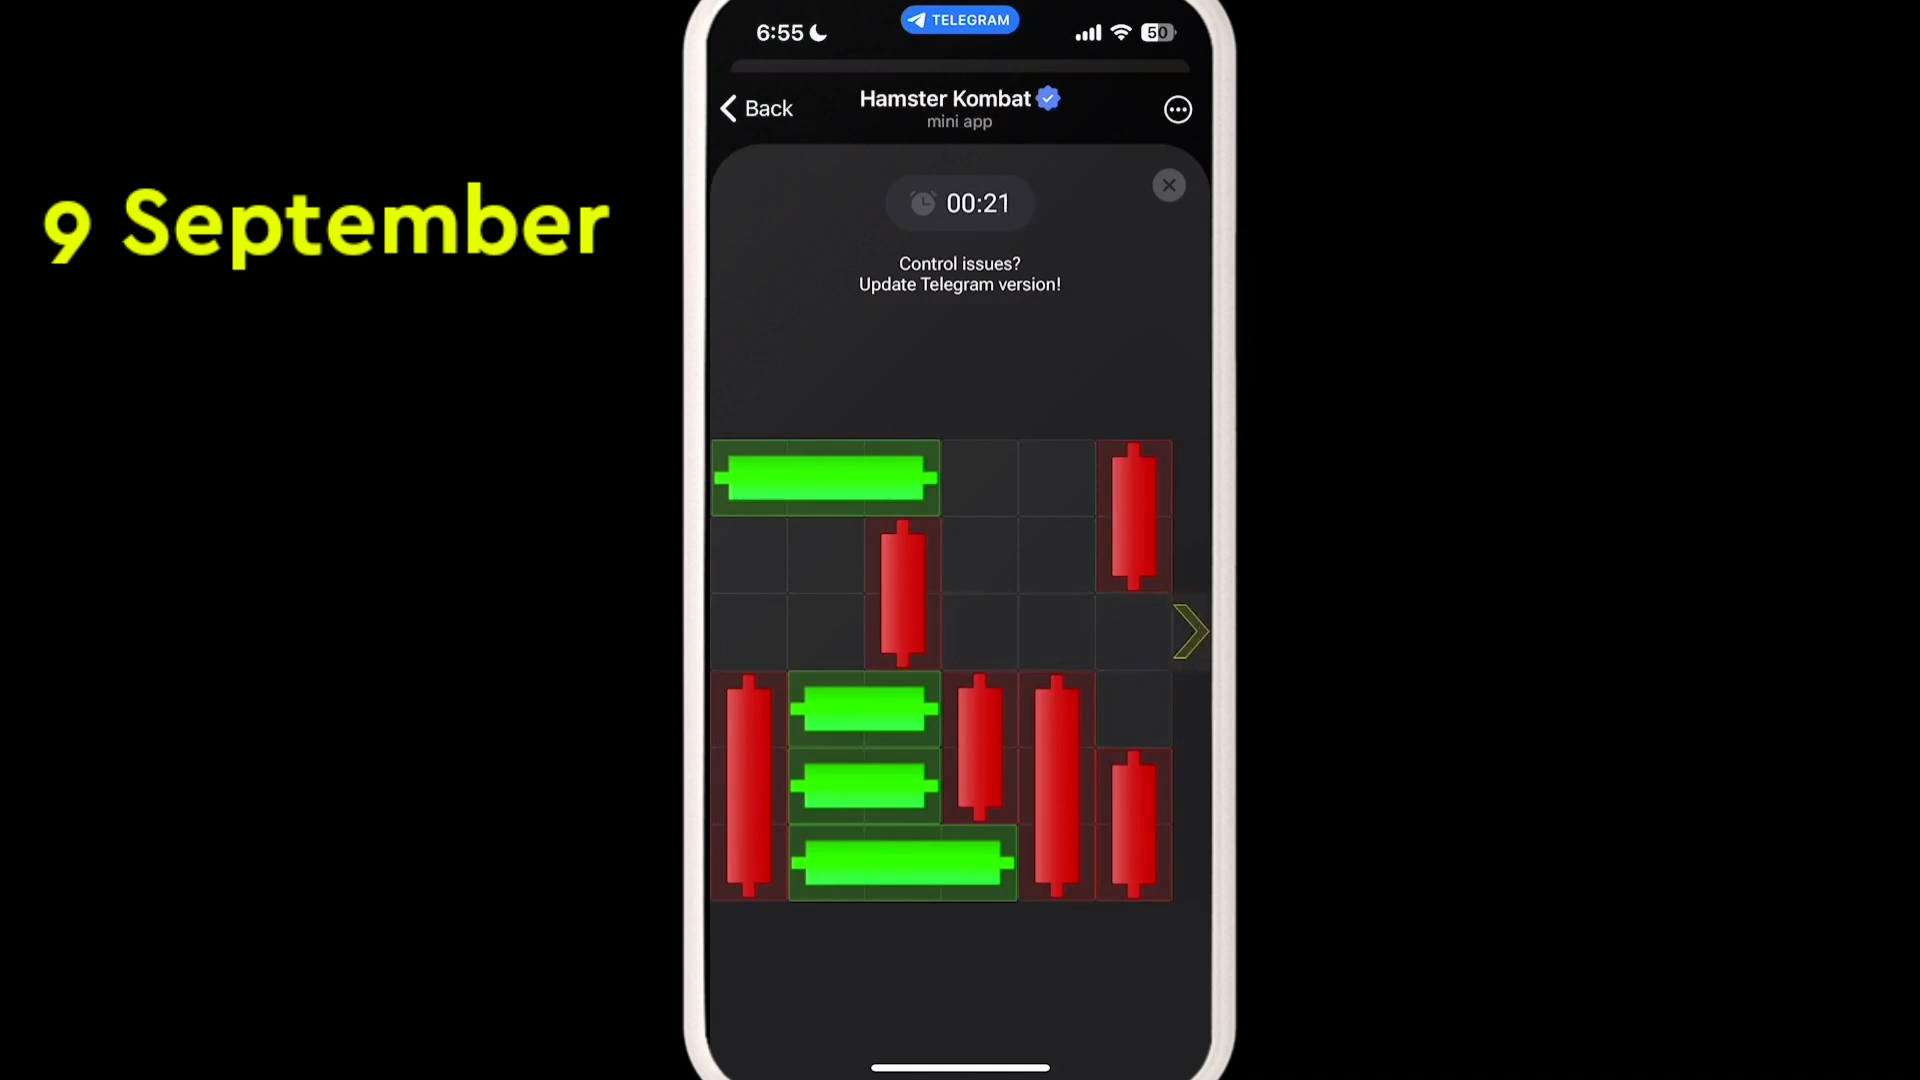 6:55
TELEGRAM
50
Back
Hamster Kombat
mini app
9 September
00:21
Control issues?
Update Telegram version!